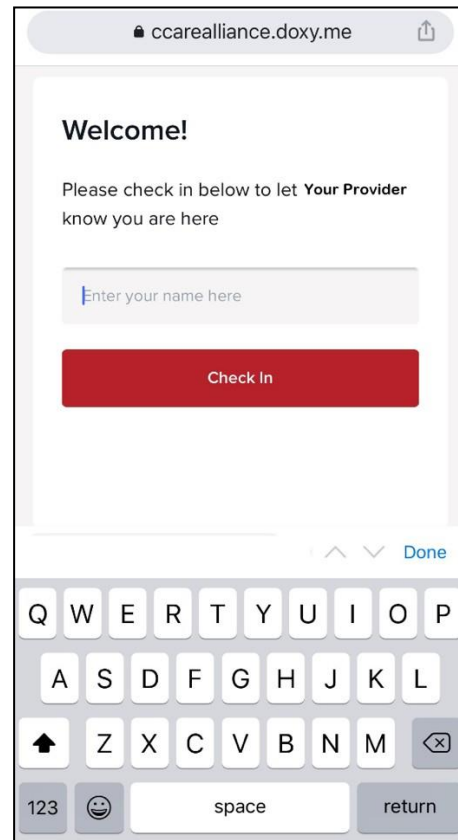 ccarealliance.doxy.me
Welcome!
Please check in below to let Your Provider
know you are here
Enter your name here
Check In
Done
Q W E R T Y U I O P
A S D F G H J K L
Z X C V B N M
123 space return